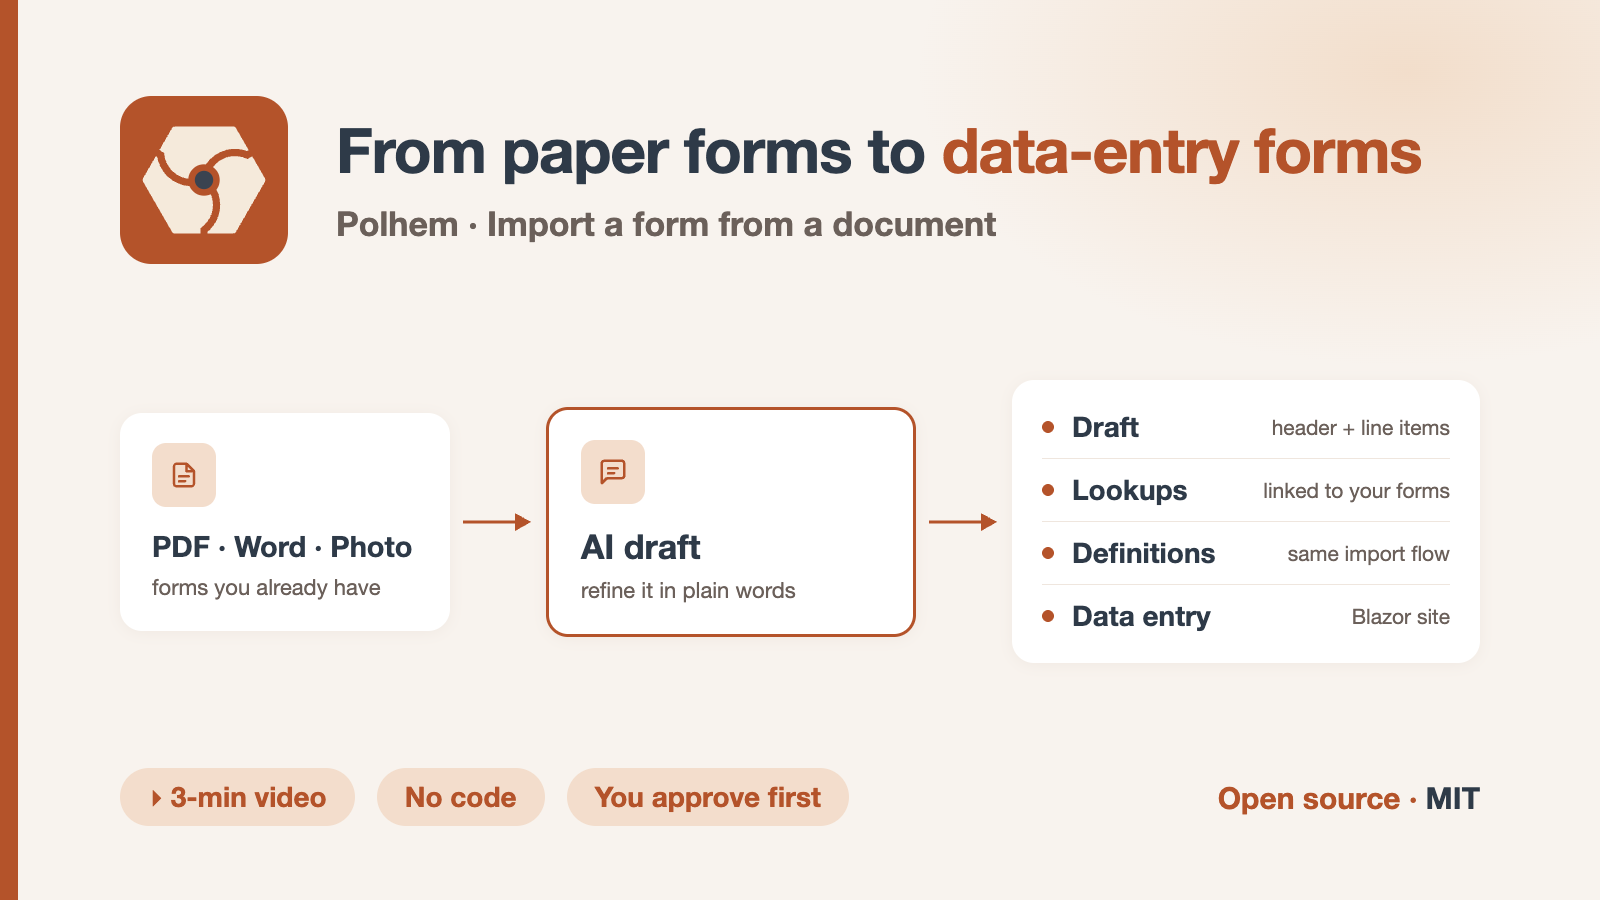 From paper forms to data-entry forms
Polhem · Import a form from a document
PDF · Word · Photo
forms you already have
AI draft
refine it in plain words
Draft header + line items
Lookups linked to your forms
Definitions same import flow
Data entry Blazor site
3-min video
No code
You approve first
Open source · MIT